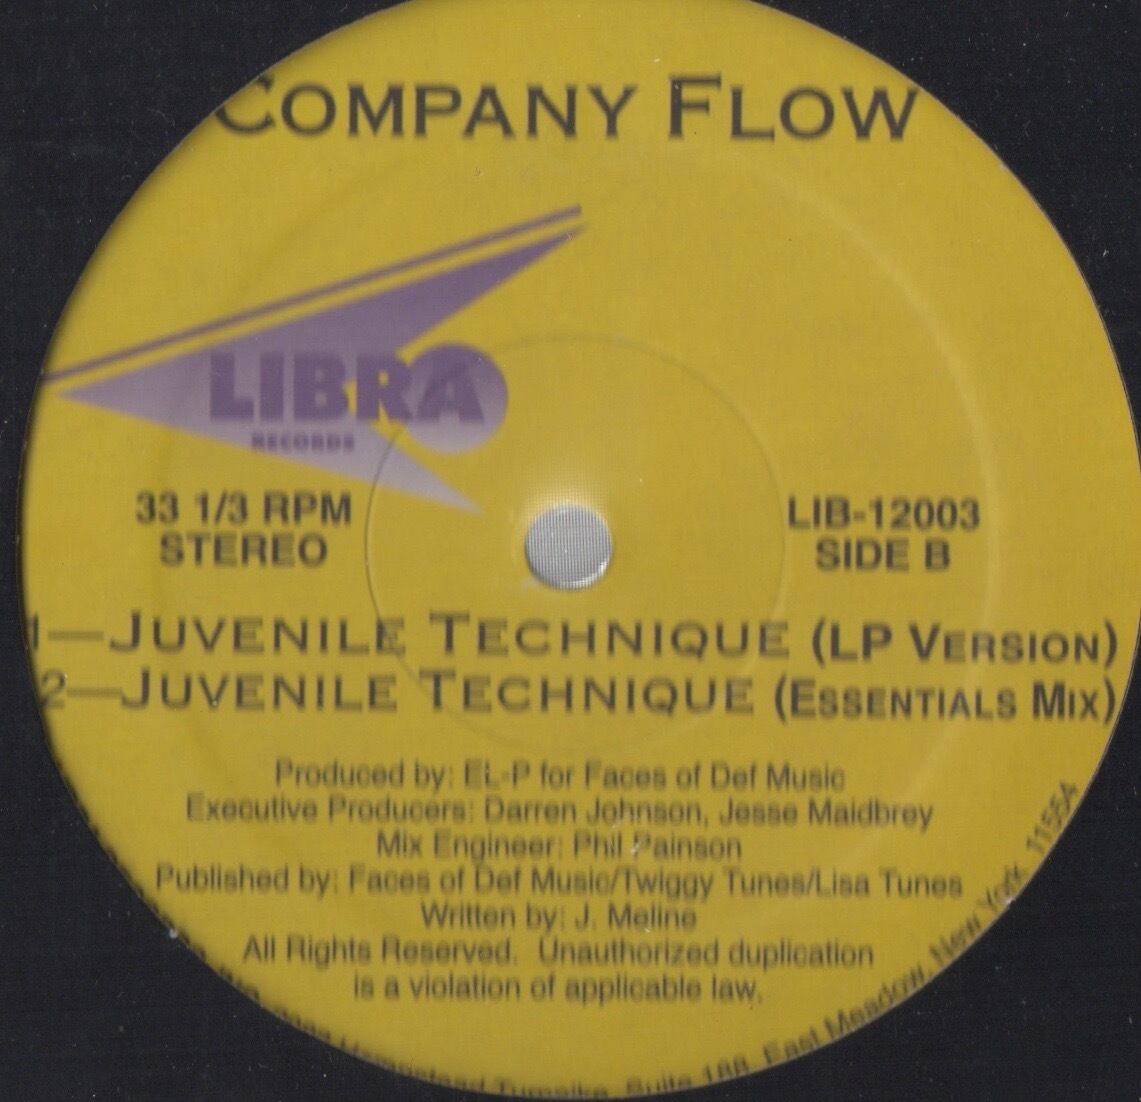 COMPANY FLOW
LIBRA
RECORDS
33 1/3 RPM
STEREO
LIB-12003
SIDE B
1—JUVENILE TECHNIQUE (LP VERSION)
2—JUVENILE TECHNIQUE (ESSENTIALS MIX)
Produced by: EL-P for Faces of Def Music
Executive Producers: Darren Johnson, Jesse Maidbrey
Mix Engineer: Phil Painson
Published by: Faces of Def Music/Twiggy Tunes/Lisa Tunes
Written by: J. Meline
All Rights Reserved. Unauthorized duplication
is a violation of applicable law.
Hempstead Turnpike, Suite 188, East Meadow, New York, 1155A